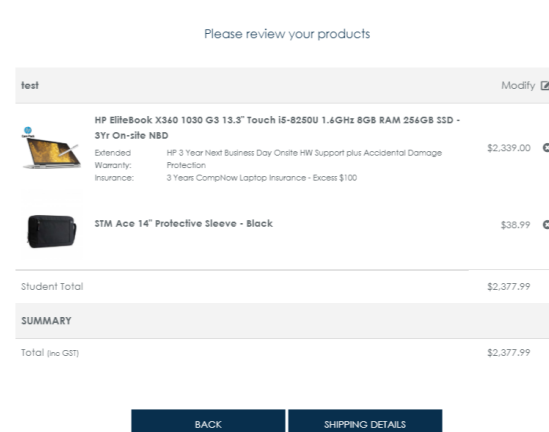 Please review your products
test Modify
HP EliteBook X360 1030 G3 13.3" Touch i5-8250U 1.6GHz 8GB RAM 256GB SSD -
3Yr On-site NBD
$2,339.00
Extended HP 3 Year Next Business Day Onsite HW Support plus Accidental Damage
Warranty: Protection
Insurance: 3 Years CompNow Laptop Insurance - Excess $100
STM Ace 14" Protective Sleeve - Black $38.99
Student Total $2,377.99
SUMMARY
Total (inc GST) $2,377.99
BACK SHIPPING DETAILS